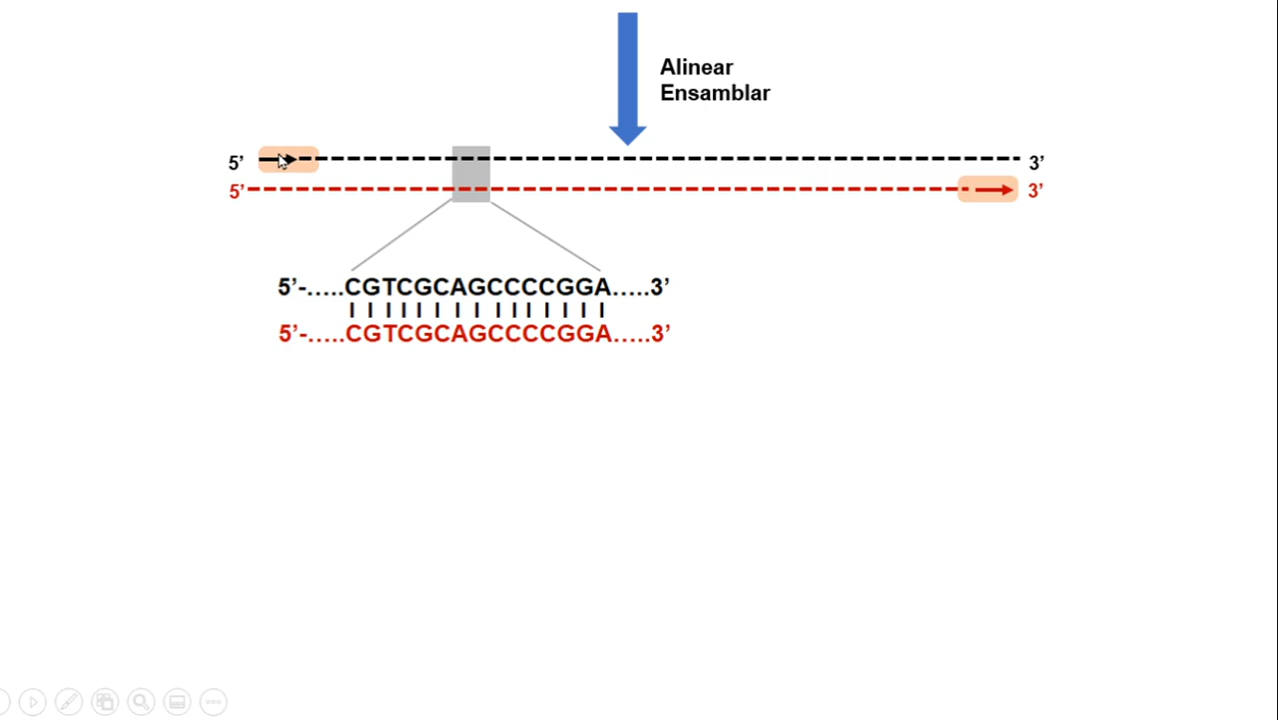 Alinear
Ensamblar
5’ 3’
5’ 3’
5’-.....CGTCGCAGCCCCGGA.....3’
5’-.....CGTCGCAGCCCCGGA.....3’